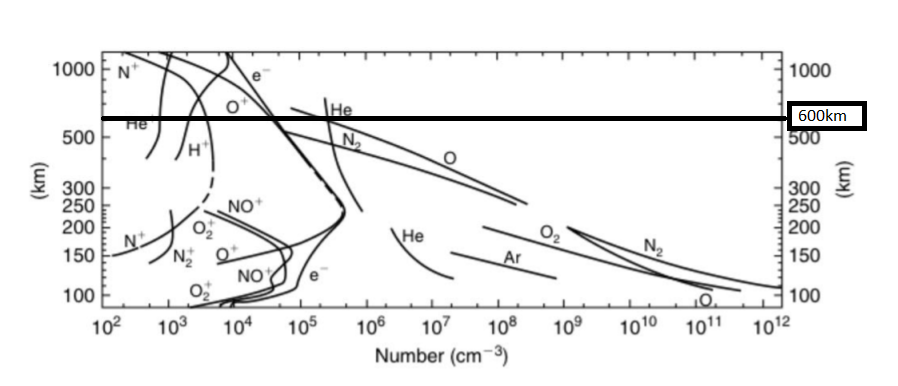 1000
500
300
250
200
150
100
(km)
N⁺
He
H⁺
O⁺
e⁻
He
N₂
O
NO⁺
O₂⁺
N⁺
N₂⁺
O⁺
NO⁺
e⁻
O₂⁺
He
Ar
O₂
N₂
O
1000
600km
500
300
250
200
150
100
(km)
10² 10³ 10⁴ 10⁵ 10⁶ 10⁷ 10⁸ 10⁹ 10¹⁰ 10¹¹ 10¹²
Number (cm⁻³)